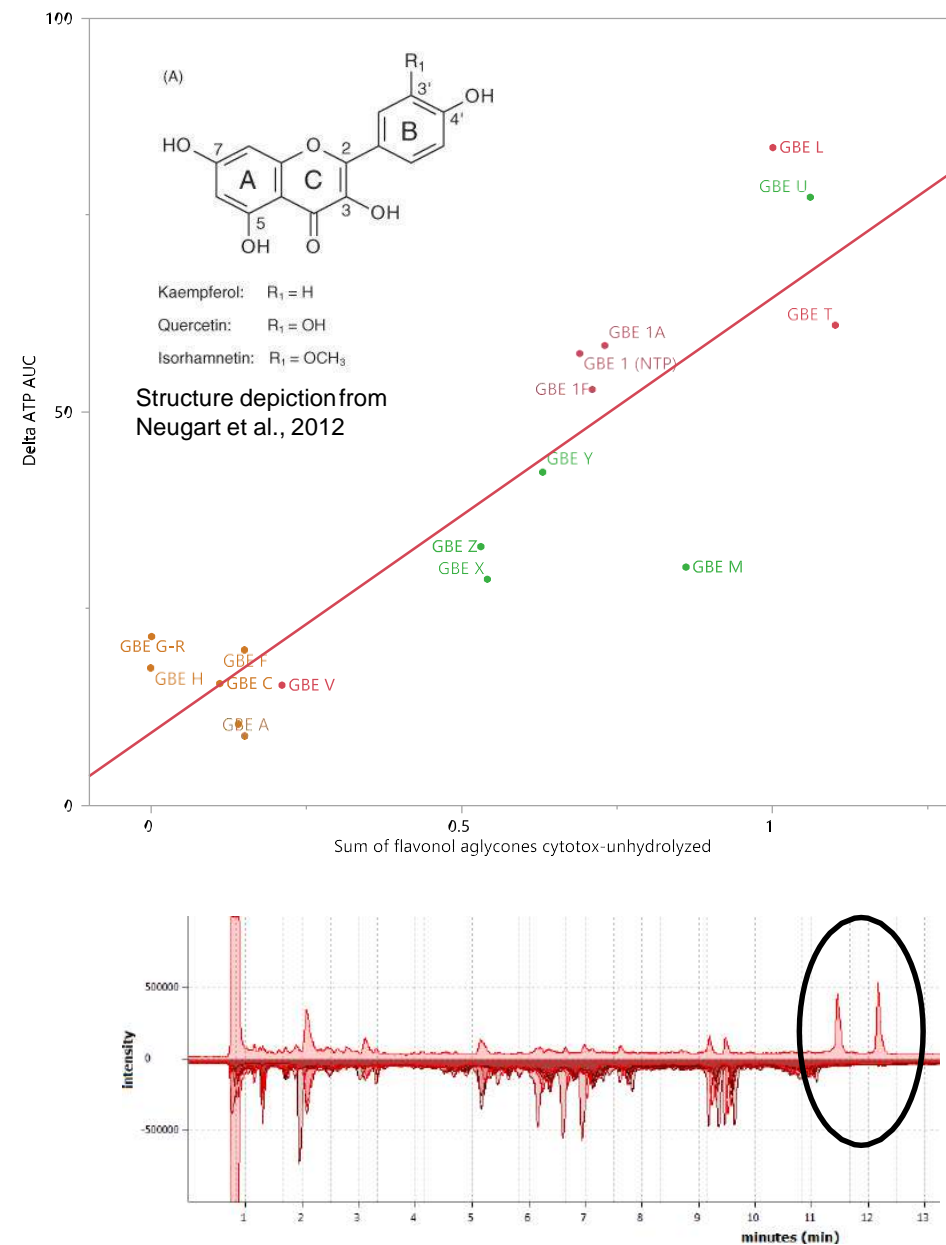 100
(A)
R1
3'
OH
4'
B
HO
7
O
2
A
C
3
OH
5
OH
O
Kaempferol: R1 = H
Quercetin: R1 = OH
Isorhamnetin: R1 = OCH3
Structure depiction from
Neugart et al., 2012
GBE L
GBE U
GBE T
GBE 1A
GBE 1 (NTP)
GBE 1F
50
Delta ATP AUC
GBE Y
GBE Z
GBE X
GBE M
GBE G-R
GBE F
GBE H
GBE C
GBE V
GBE A
0
0 0.5 1
Sum of flavonol aglycones cytotox-unhydrolyzed
500000
0
-500000
intensity
1 2 3 4 5 6 7 8 9 10 11 12 13
minutes (min)